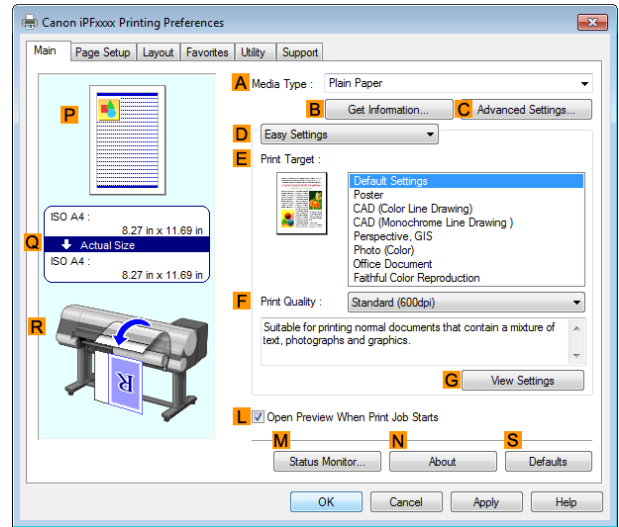 Canon iPFxxxx Printing Preferences
Main Page Setup Layout Favorites Utility Support
A Media Type : Plain Paper
B Get Information... C Advanced Settings...
D Easy Settings
E Print Target :
Default Settings
Poster
CAD (Color Line Drawing)
CAD (Monochrome Line Drawing )
Perspective, GIS
Photo (Color)
Office Document
Faithful Color Reproduction
F Print Quality : Standard (600dpi)
Suitable for printing normal documents that contain a mixture of
text, photographs and graphics.
G View Settings
L Open Preview When Print Job Starts
M N S
Status Monitor... About Defaults
P
Q
ISO A4 :
8.27 in x 11.69 in
Actual Size
ISO A4 :
8.27 in x 11.69 in
R
R
OK Cancel Apply Help